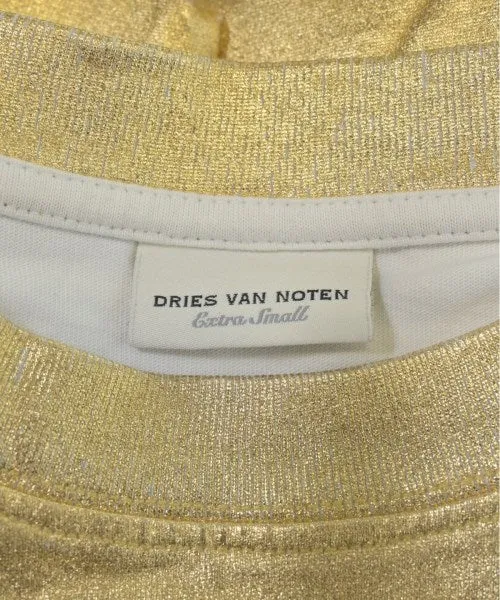 DRIES VAN NOTEN
Extra Small